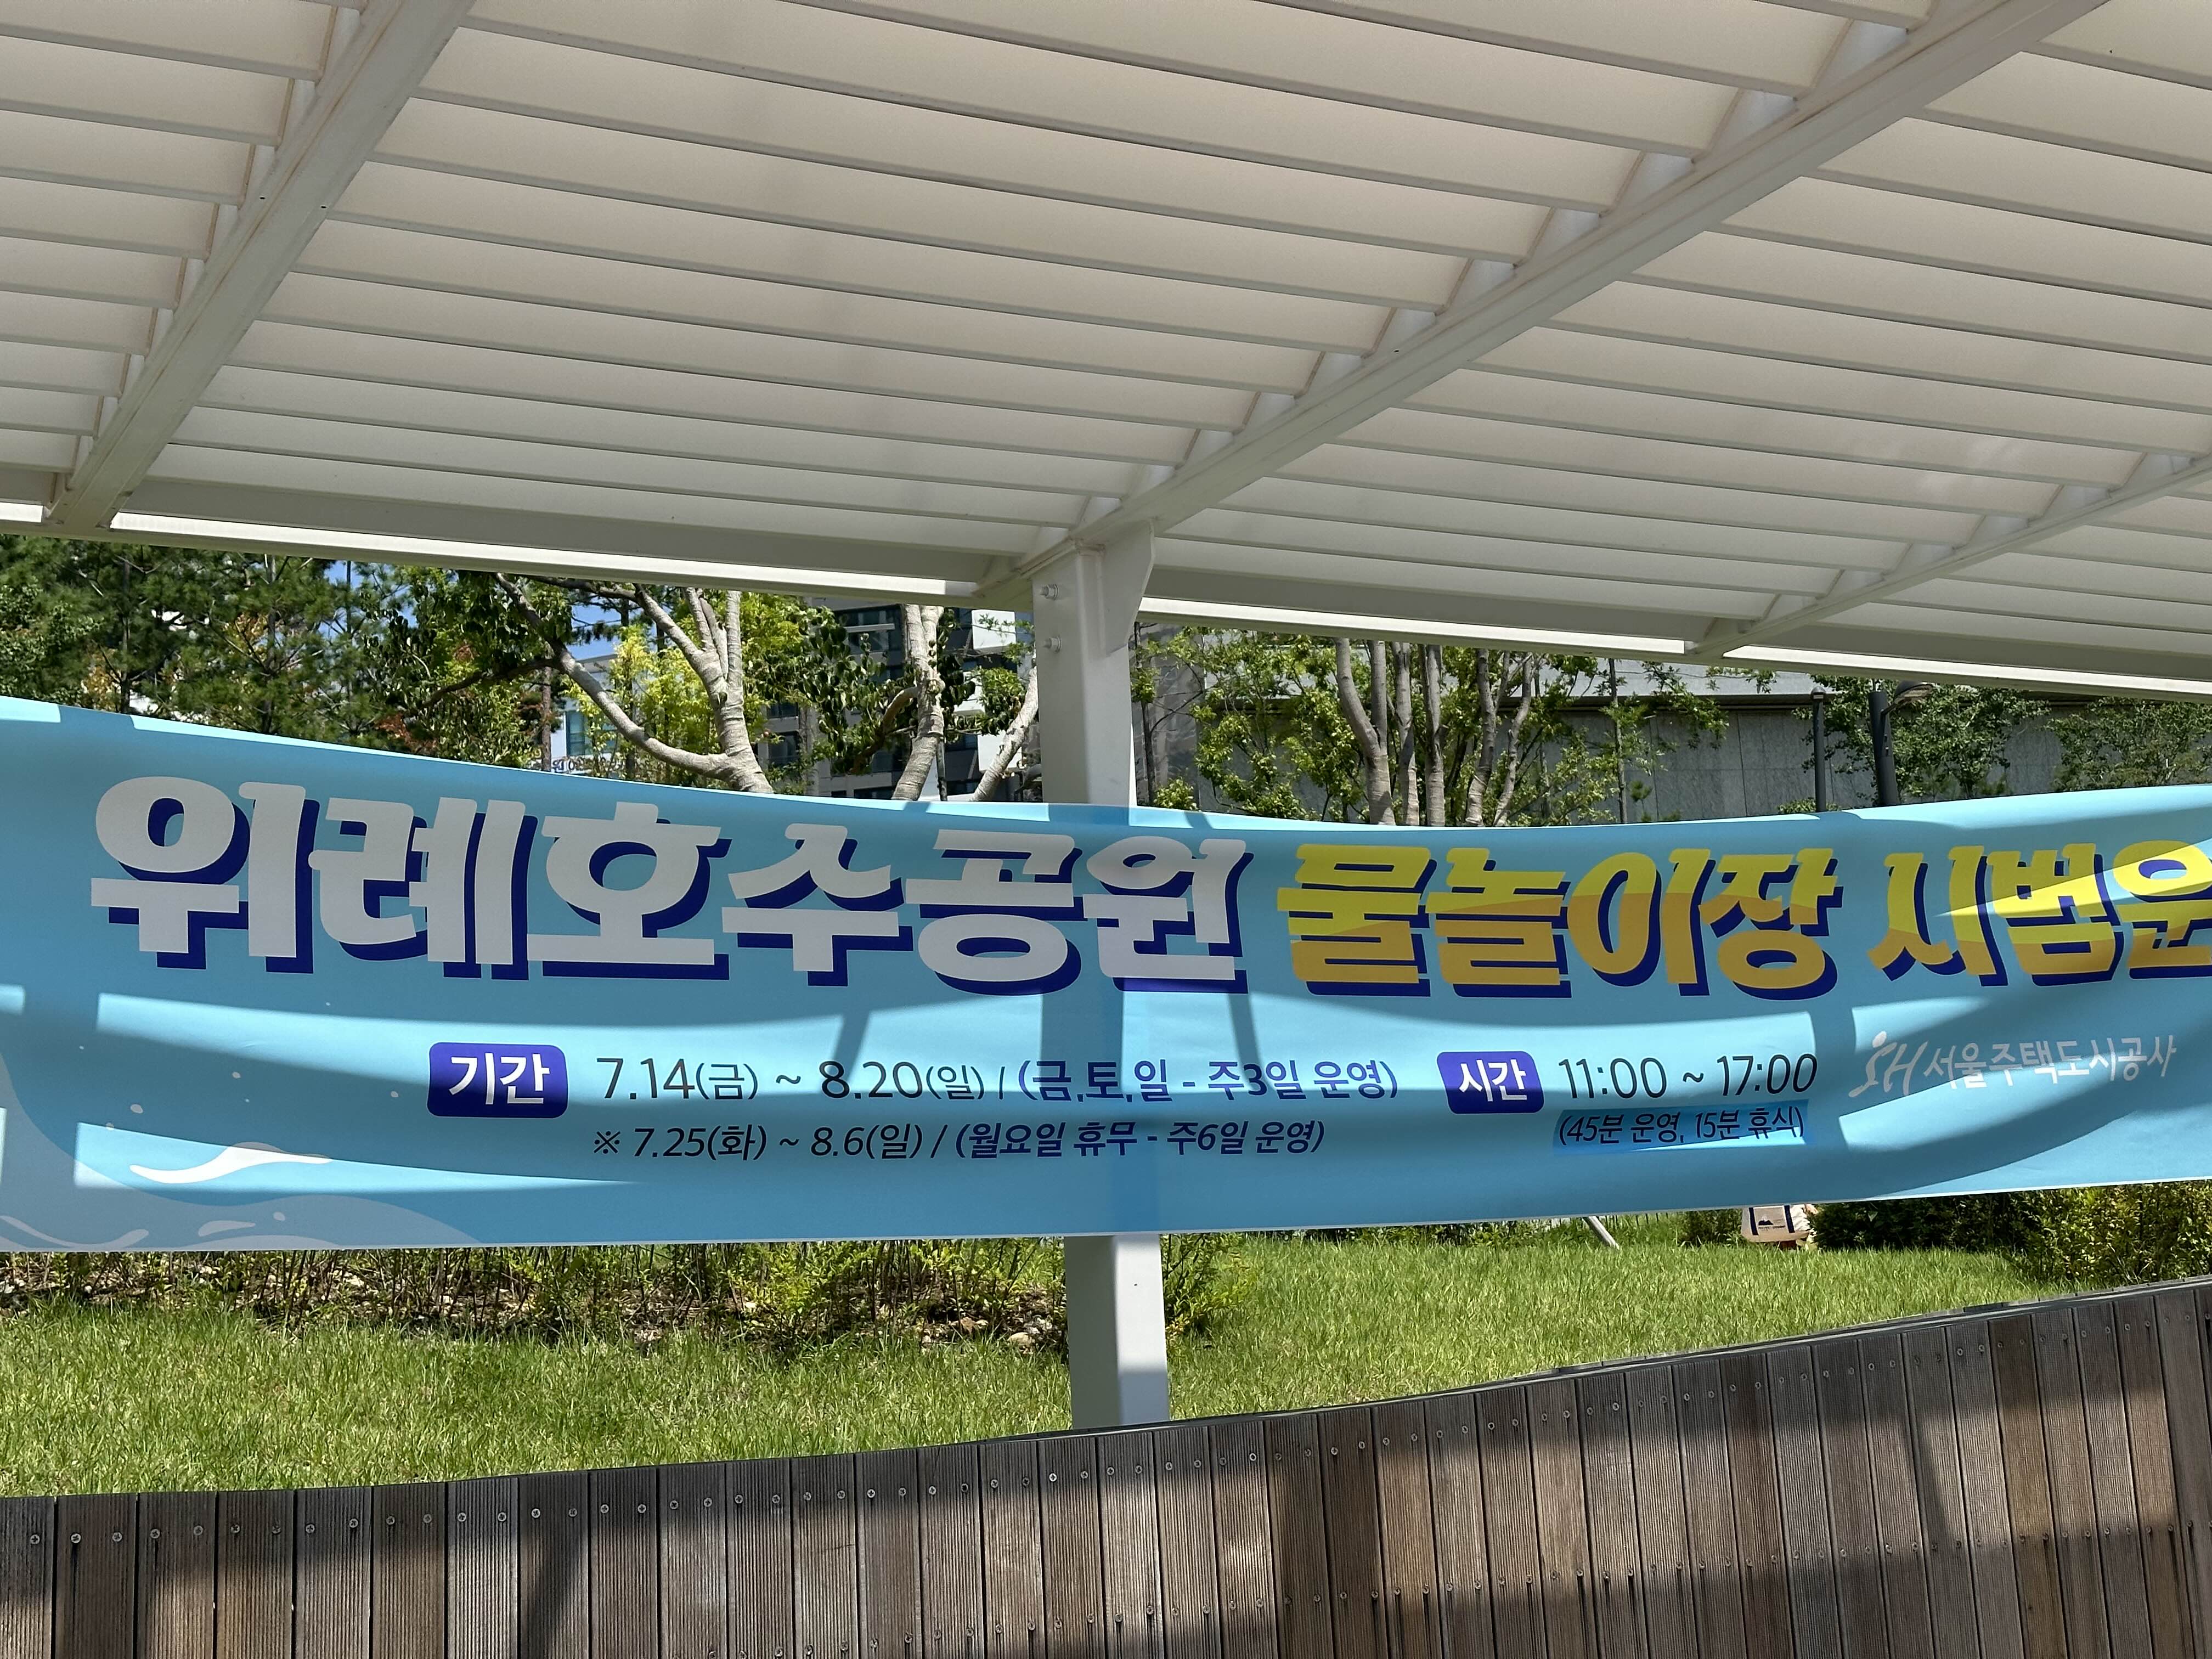 위례호수공원 물놀이장 시범운
기간 7.14(금) ~ 8.20(일) / (금,토,일 - 주3일 운영) 시간 11:00 ~ 17:00 SH서울주택도시공사
※ 7.25(화) ~ 8.6(일) / (월요일 휴무 - 주6일 운영) (45분 운영, 15분 휴식)